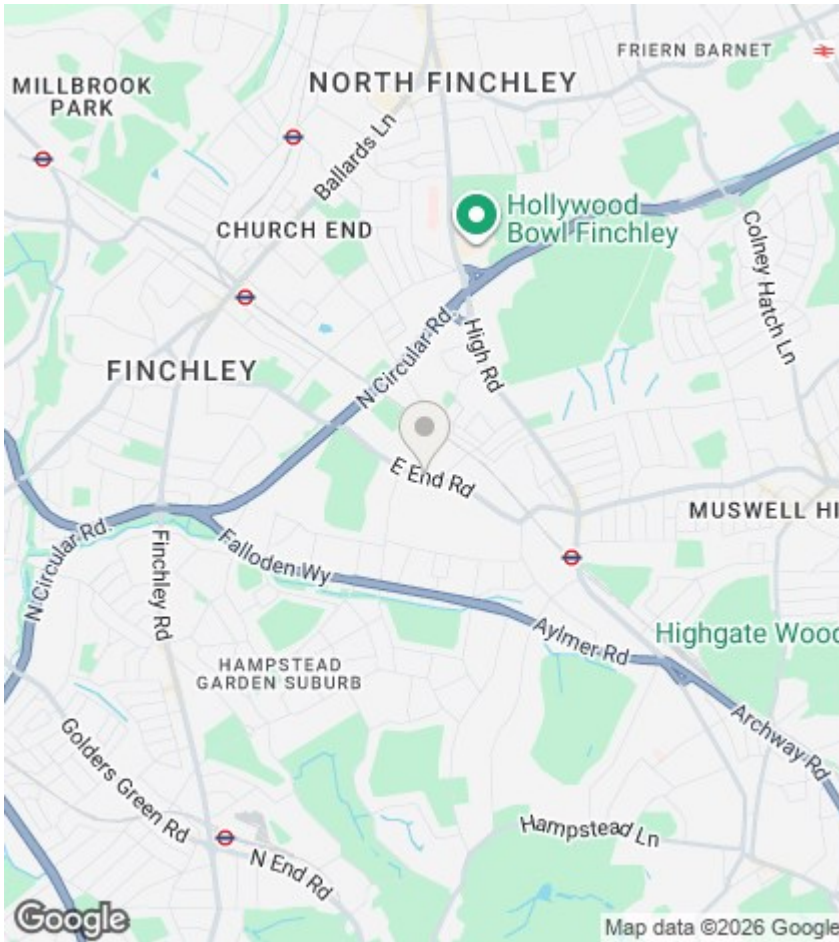 FRIERN BARNET
MILLBROOK
PARK
NORTH FINCHLEY
Ballards Ln
Hollywood
Bowl Finchley
CHURCH END
Colney Hatch Ln
N Circular Rd
High Rd
FINCHLEY
E End Rd
MUSWELL HI
N Circular Rd
Finchley Rd
Falloden Wy
Aylmer Rd
Highgate Wood
HAMPSTEAD
GARDEN SUBURB
Archway Rd
Golders Green Rd
Hampstead Ln
N End Rd
Google
Map data ©2026 Google